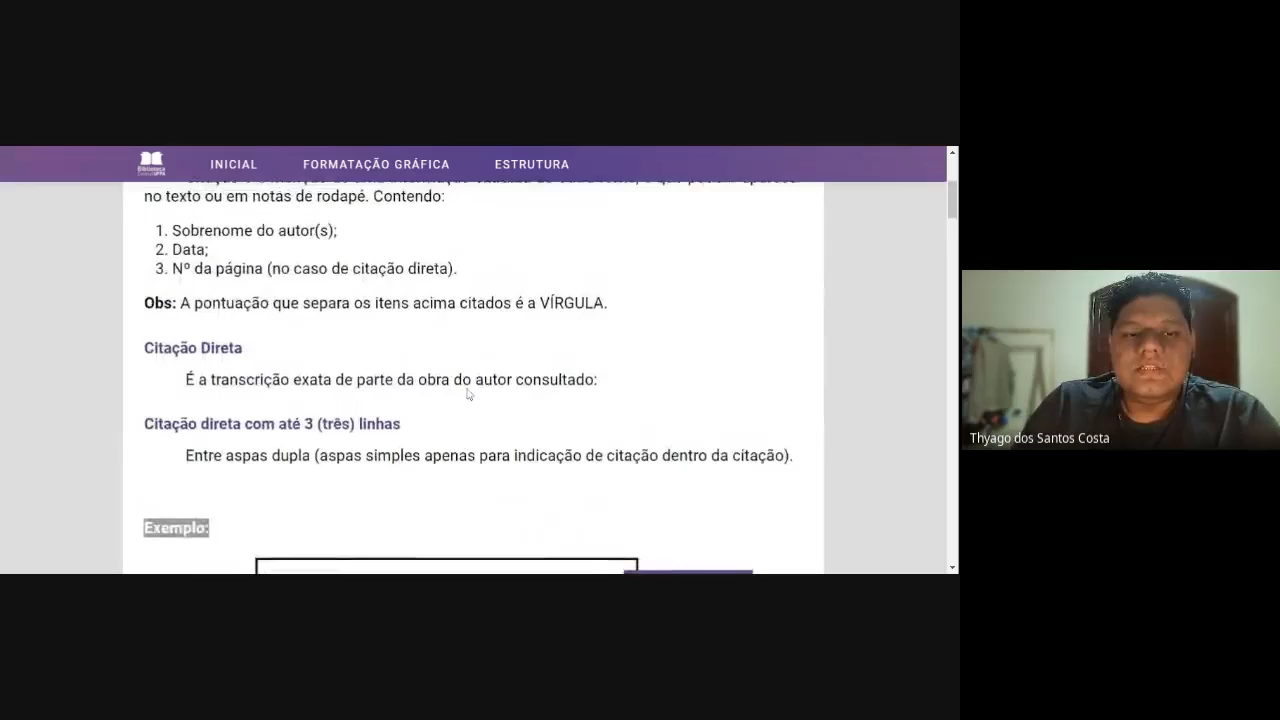 INICIAL FORMATAÇÃO GRÁFICA ESTRUTURA
Biblioteca
no texto ou em notas de rodapé. Contendo:
1. Sobrenome do autor(s);
2. Data;
3. Nº da página (no caso de citação direta).
Obs: A pontuação que separa os itens acima citados é a VÍRGULA.
Citação Direta
É a transcrição exata de parte da obra do autor consultado:
Citação direta com até 3 (três) linhas
Entre aspas dupla (aspas simples apenas para indicação de citação dentro da citação).
Exemplo:
Thyago dos Santos Costa